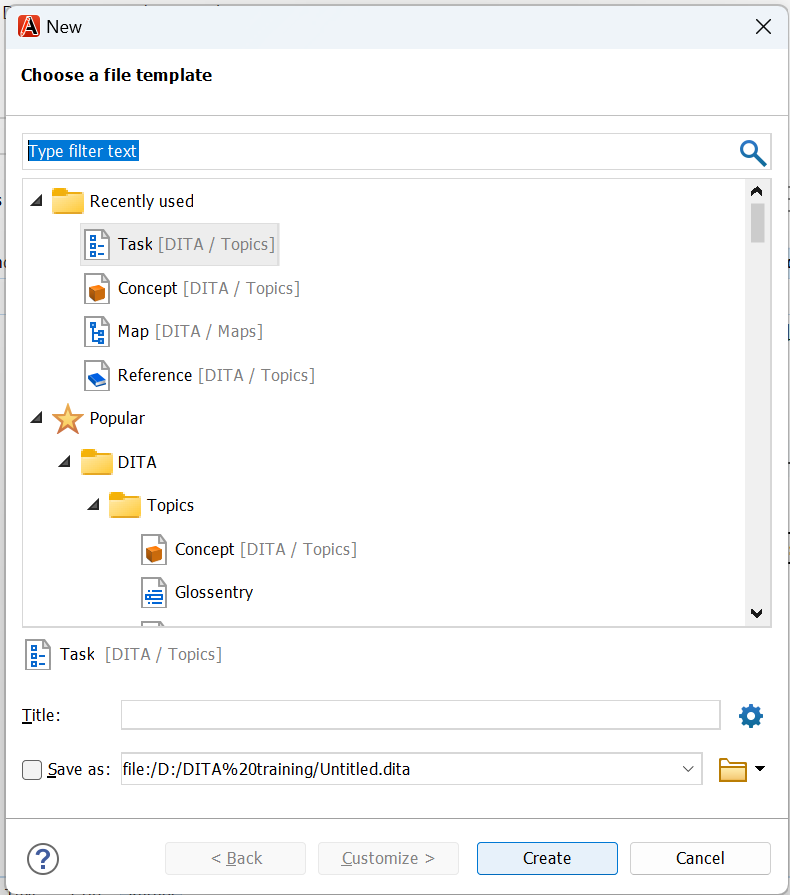 New
Choose a file template
Type filter text
Recently used
Task [DITA / Topics]
Concept [DITA / Topics]
Map [DITA / Maps]
Reference [DITA / Topics]
Popular
DITA
Topics
Concept [DITA / Topics]
Glossentry
Task [DITA / Topics]
Title:
Save as: file:/D:/DITA%20training/Untitled.dita
? < Back Customize > Create Cancel